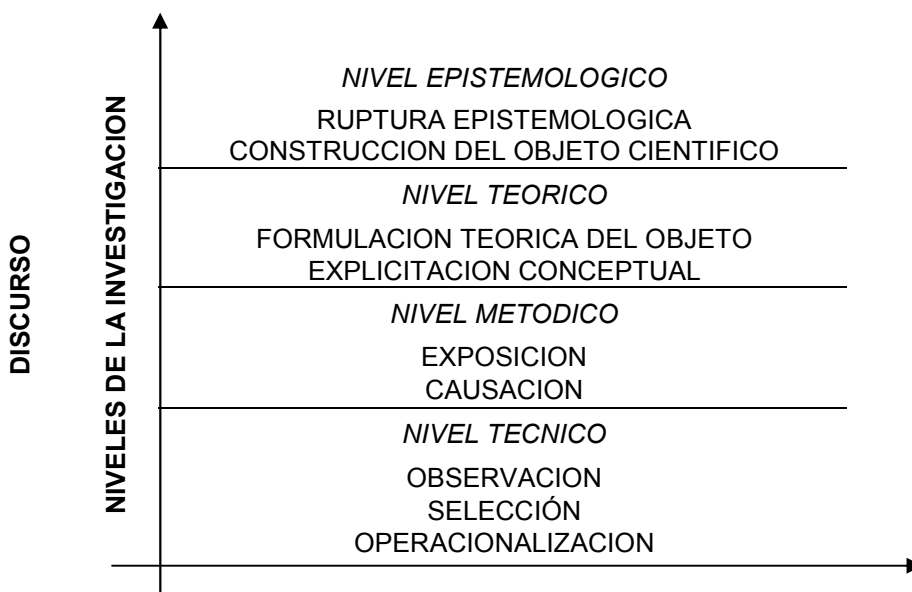 DISCURSO
NIVELES DE LA INVESTIGACION
NIVEL EPISTEMOLOGICO
RUPTURA EPISTEMOLOGICA
CONSTRUCCION DEL OBJETO CIENTIFICO
NIVEL TEORICO
FORMULACION TEORICA DEL OBJETO
EXPLICITACION CONCEPTUAL
NIVEL METODICO
EXPOSICION
CAUSACION
NIVEL TECNICO
OBSERVACION
SELECCIÓN
OPERACIONALIZACION